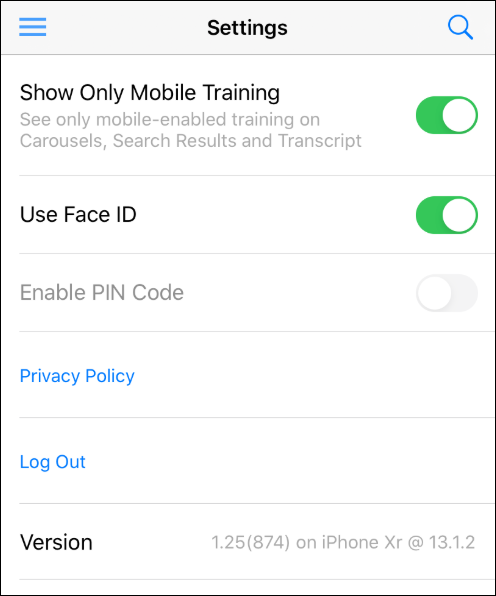 Settings
Show Only Mobile Training
See only mobile-enabled training on
Carousels, Search Results and Transcript
Use Face ID
Enable PIN Code
Privacy Policy
Log Out
Version 1.25(874) on iPhone Xr @ 13.1.2